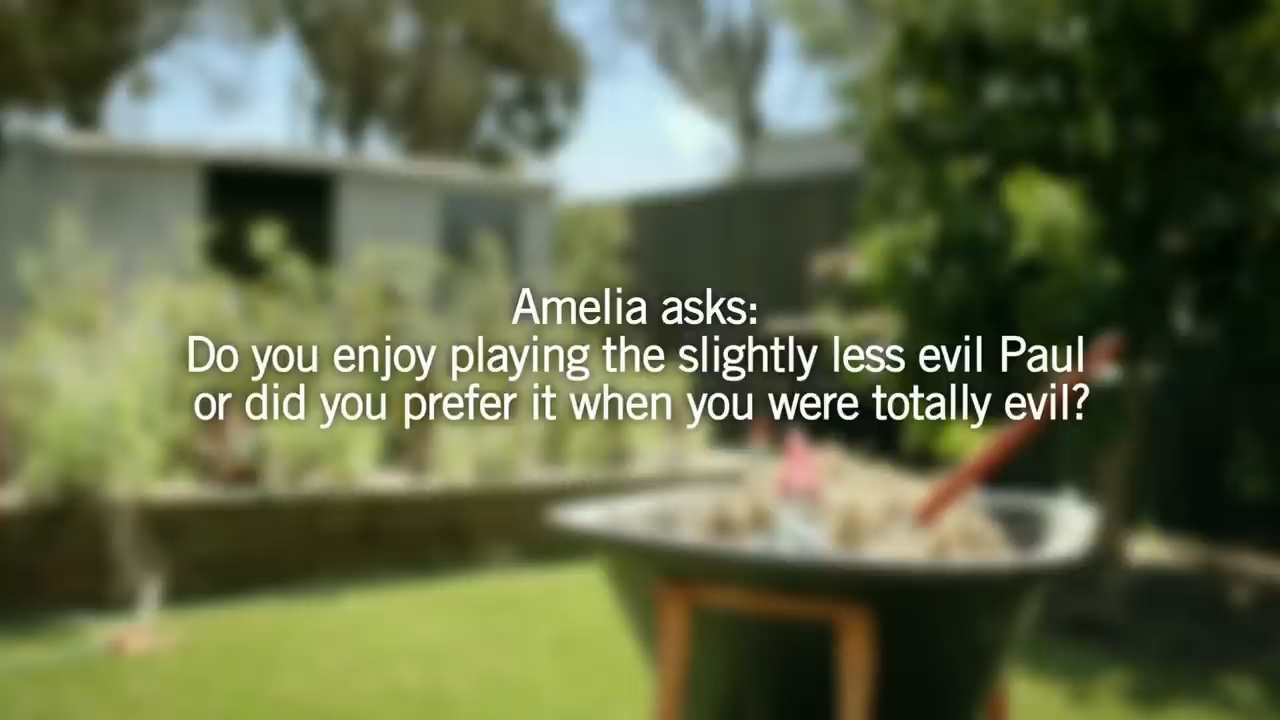 Amelia asks:
Do you enjoy playing the slightly less evil Paul
or did you prefer it when you were totally evil?